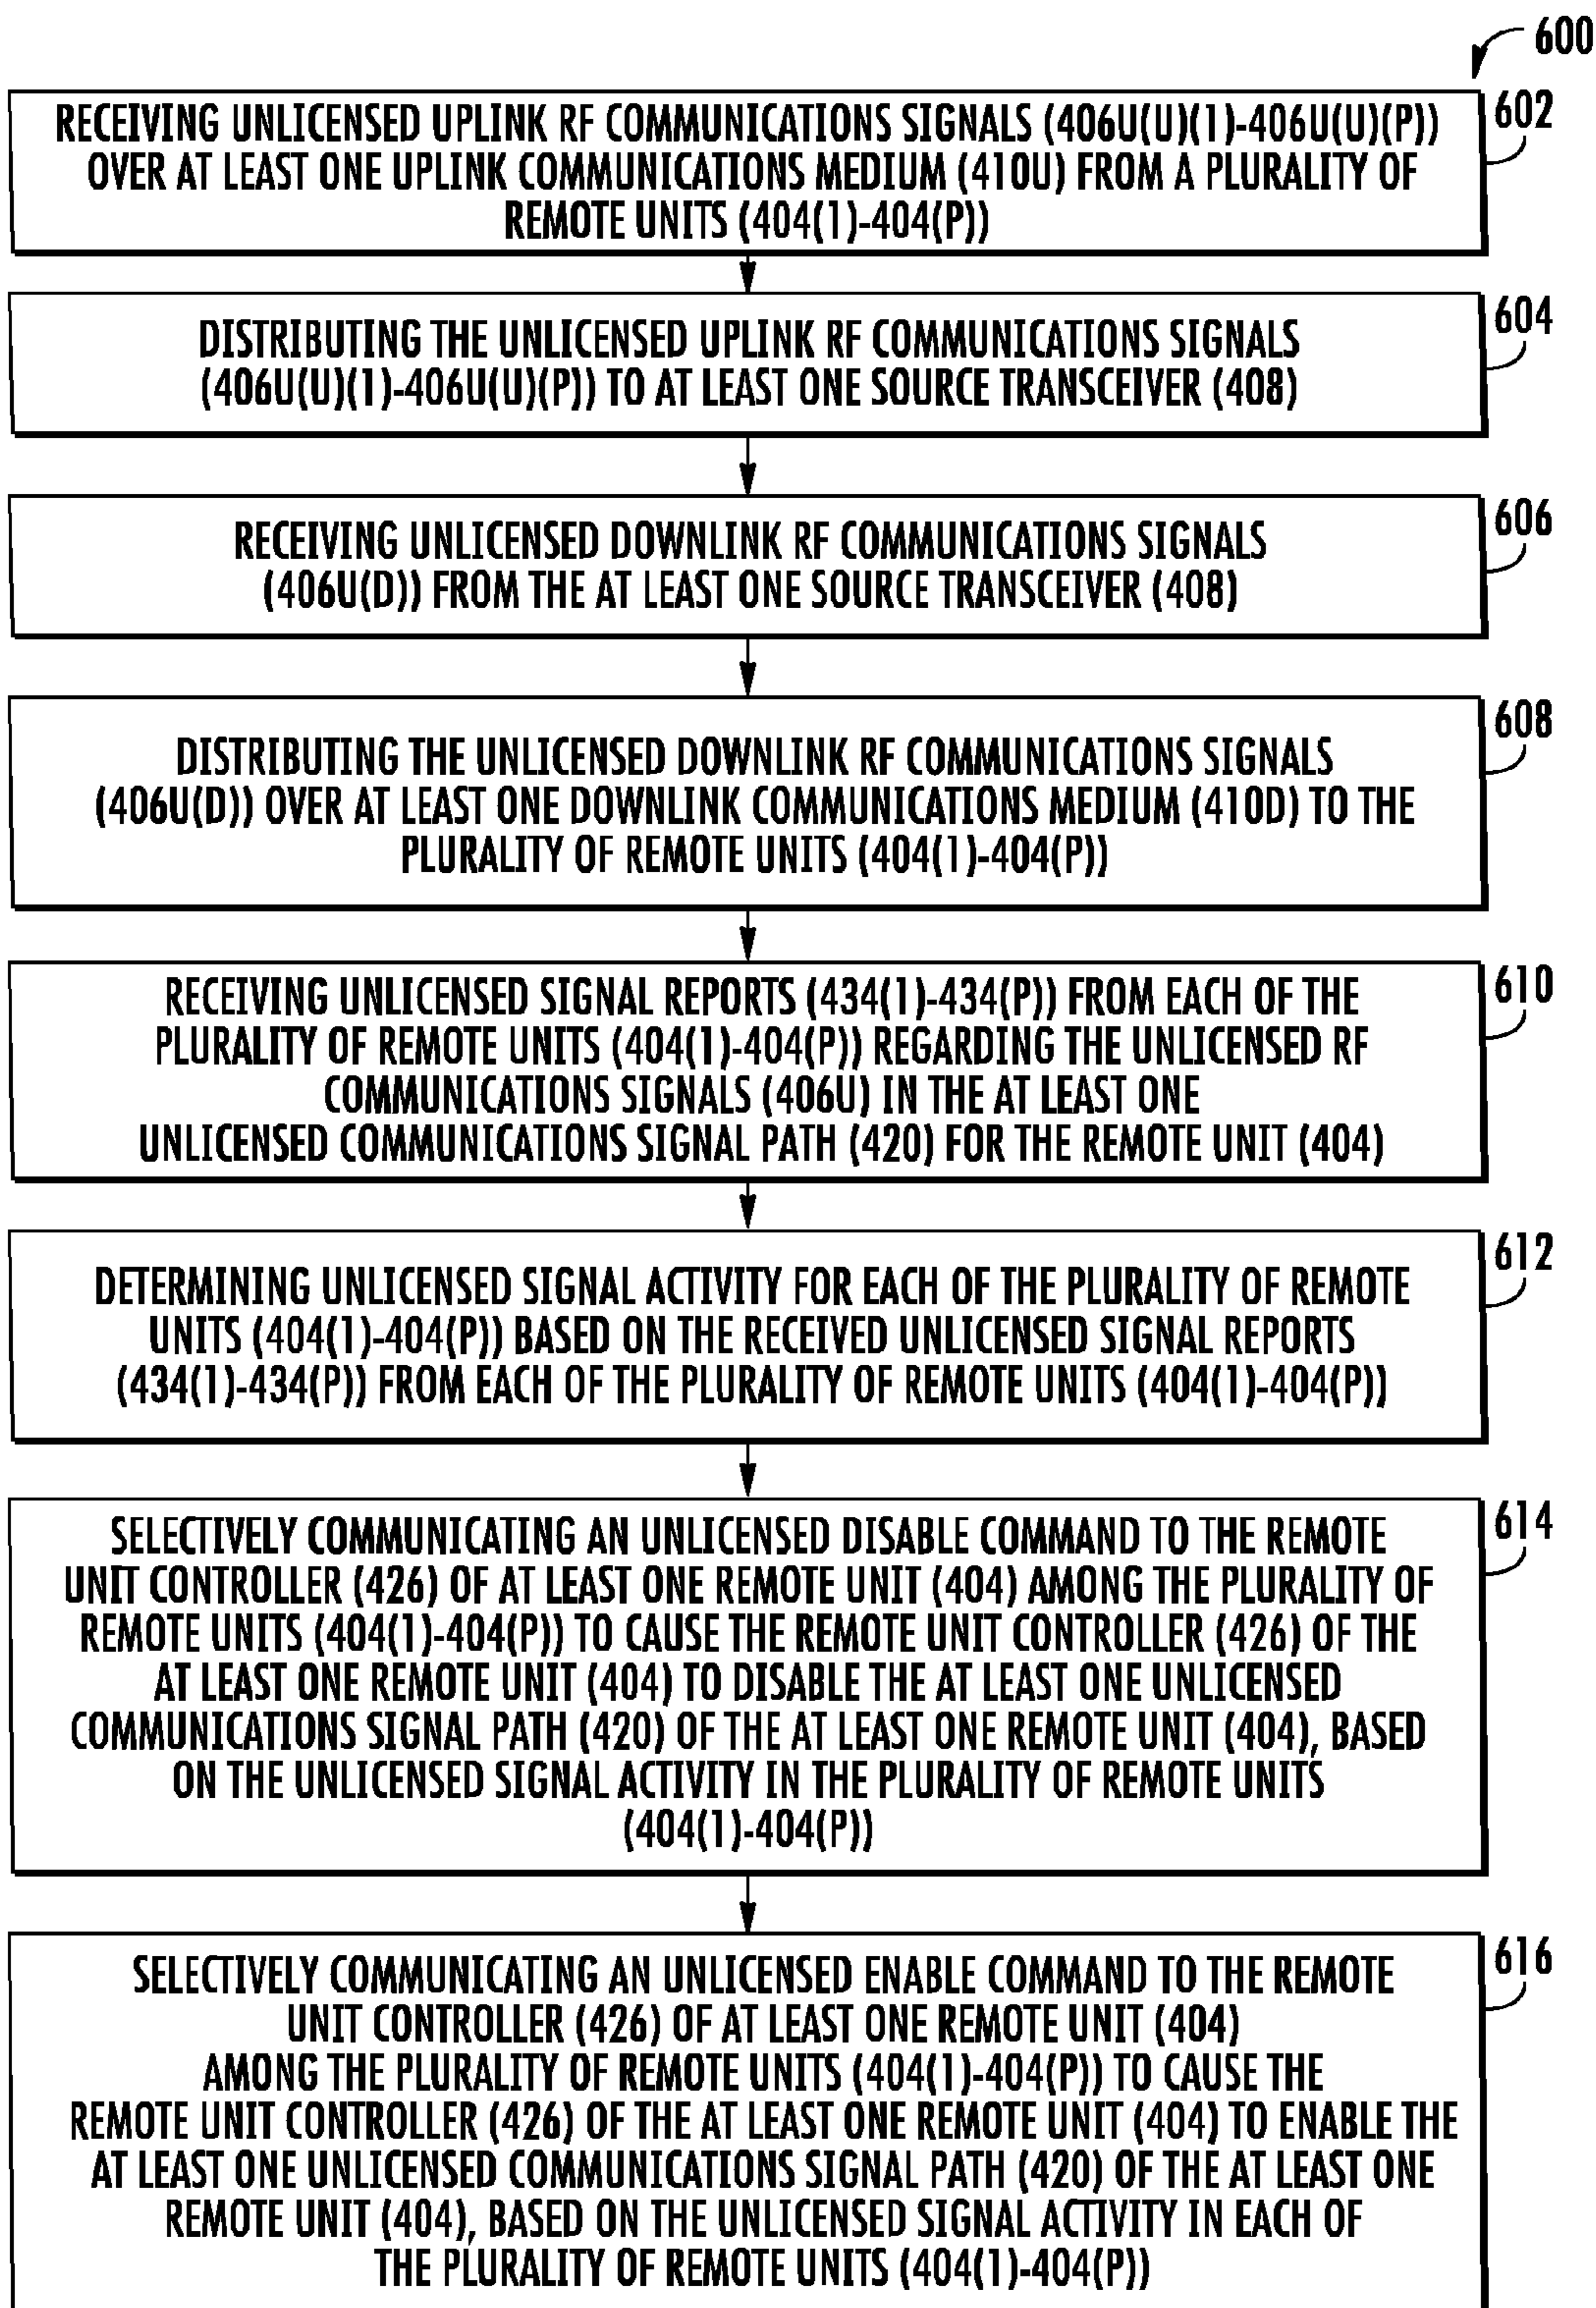 600
602
RECEIVING UNLICENSED UPLINK RF COMMUNICATIONS SIGNALS (406U(U)(1)-406U(U)(P))
OVER AT LEAST ONE UPLINK COMMUNICATIONS MEDIUM (410U) FROM A PLURALITY OF
REMOTE UNITS (404(1)-404(P))
604
DISTRIBUTING THE UNLICENSED UPLINK RF COMMUNICATIONS SIGNALS
(406U(U)(1)-406U(U)(P)) TO AT LEAST ONE SOURCE TRANSCEIVER (408)
606
RECEIVING UNLICENSED DOWNLINK RF COMMUNICATIONS SIGNALS
(406U(D)) FROM THE AT LEAST ONE SOURCE TRANSCEIVER (408)
608
DISTRIBUTING THE UNLICENSED DOWNLINK RF COMMUNICATIONS SIGNALS
(406U(D)) OVER AT LEAST ONE DOWNLINK COMMUNICATIONS MEDIUM (410D) TO THE
PLURALITY OF REMOTE UNITS (404(1)-404(P))
610
RECEIVING UNLICENSED SIGNAL REPORTS (434(1)-434(P)) FROM EACH OF THE
PLURALITY OF REMOTE UNITS (404(1)-404(P)) REGARDING THE UNLICENSED RF
COMMUNICATIONS SIGNALS (406U) IN THE AT LEAST ONE
UNLICENSED COMMUNICATIONS SIGNAL PATH (420) FOR THE REMOTE UNIT (404)
612
DETERMINING UNLICENSED SIGNAL ACTIVITY FOR EACH OF THE PLURALITY OF REMOTE
UNITS (404(1)-404(P)) BASED ON THE RECEIVED UNLICENSED SIGNAL REPORTS
(434(1)-434(P)) FROM EACH OF THE PLURALITY OF REMOTE UNITS (404(1)-404(P))
614
SELECTIVELY COMMUNICATING AN UNLICENSED DISABLE COMMAND TO THE REMOTE
UNIT CONTROLLER (426) OF AT LEAST ONE REMOTE UNIT (404) AMONG THE PLURALITY OF
REMOTE UNITS (404(1)-404(P)) TO CAUSE THE REMOTE UNIT CONTROLLER (426) OF THE
AT LEAST ONE REMOTE UNIT (404) TO DISABLE THE AT LEAST ONE UNLICENSED
COMMUNICATIONS SIGNAL PATH (420) OF THE AT LEAST ONE REMOTE UNIT (404), BASED
ON THE UNLICENSED SIGNAL ACTIVITY IN THE PLURALITY OF REMOTE UNITS
(404(1)-404(P))
616
SELECTIVELY COMMUNICATING AN UNLICENSED ENABLE COMMAND TO THE REMOTE
UNIT CONTROLLER (426) OF AT LEAST ONE REMOTE UNIT (404)
AMONG THE PLURALITY OF REMOTE UNITS (404(1)-404(P)) TO CAUSE THE
REMOTE UNIT CONTROLLER (426) OF THE AT LEAST ONE REMOTE UNIT (404) TO ENABLE THE
AT LEAST ONE UNLICENSED COMMUNICATIONS SIGNAL PATH (420) OF THE AT LEAST ONE
REMOTE UNIT (404), BASED ON THE UNLICENSED SIGNAL ACTIVITY IN EACH OF
THE PLURALITY OF REMOTE UNITS (404(1)-404(P))